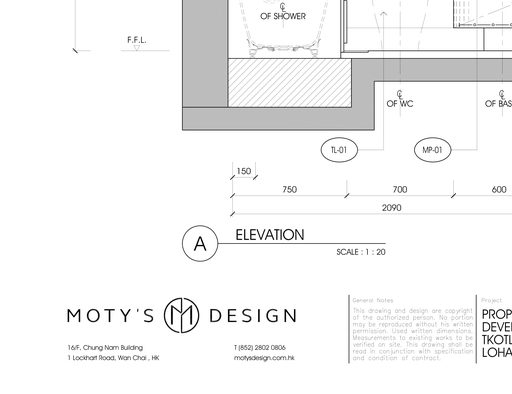 ℄
OF SHOWER
F.F.L.
℄
OF WC
℄
OF BAS
TL-01
MP-01
150
750
700
600
2090
A
ELEVATION
SCALE : 1 : 20
MOTY'S M DESIGN
16/F, Chung Nam Building
1 Lockhart Road, Wan Chai , HK
T(852) 2802 0806
motysdesign.com.hk
General Notes
This drawing and design are copyright
of the authorized person. No portion
may be reproduced without his written
permission. Used written dimensions.
Measurements to existing works to be
verified on site. This drawing shall be
read in conjunction with specification
and condition of contract.
Project
PROP
DEVE
TKOTL
LOHA